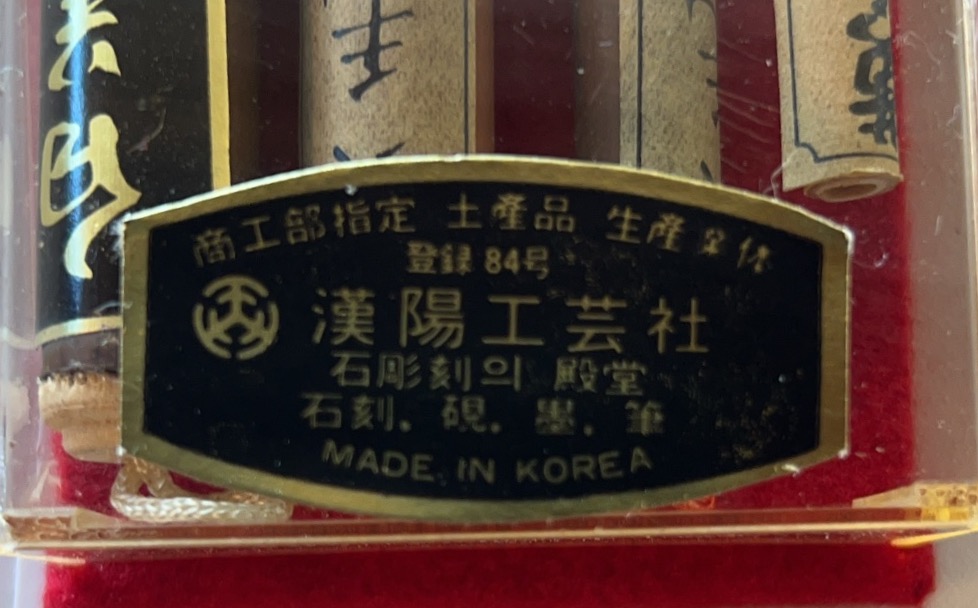 商工部指定 土産品 生産業体
登録 84号
漢陽工芸社
石彫刻의 殿堂
石刻. 硯. 墨. 筆
MADE IN KOREA